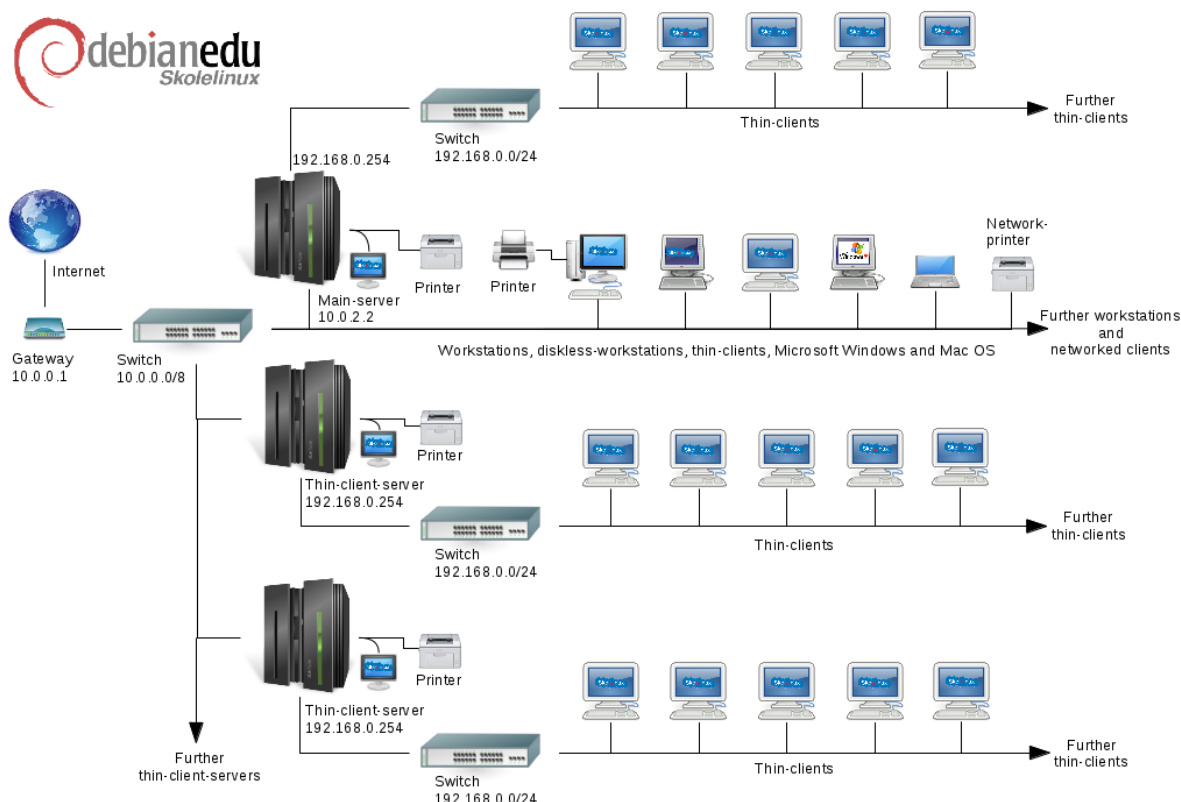 debianedu
Skolelinux
Further
thin-clients
Thin-clients
Switch
192.168.0.0/24
192.168.0.254
Internet
Main-server
10.0.2.2
Printer
Printer
Network-
printer
Windows
Gateway
10.0.0.1
Switch
10.0.0.0/8
Workstations, diskless-workstations, thin-clients, Microsoft Windows and Mac OS
Further workstations
and
networked clients
Printer
Thin-client-server
192.168.0.254
Switch
192.168.0.0/24
Thin-clients
Further
thin-clients
Printer
Thin-client-server
192.168.0.254
Switch
192.168.0.0/24
Thin-clients
Further
thin-clients
Further
thin-client-servers